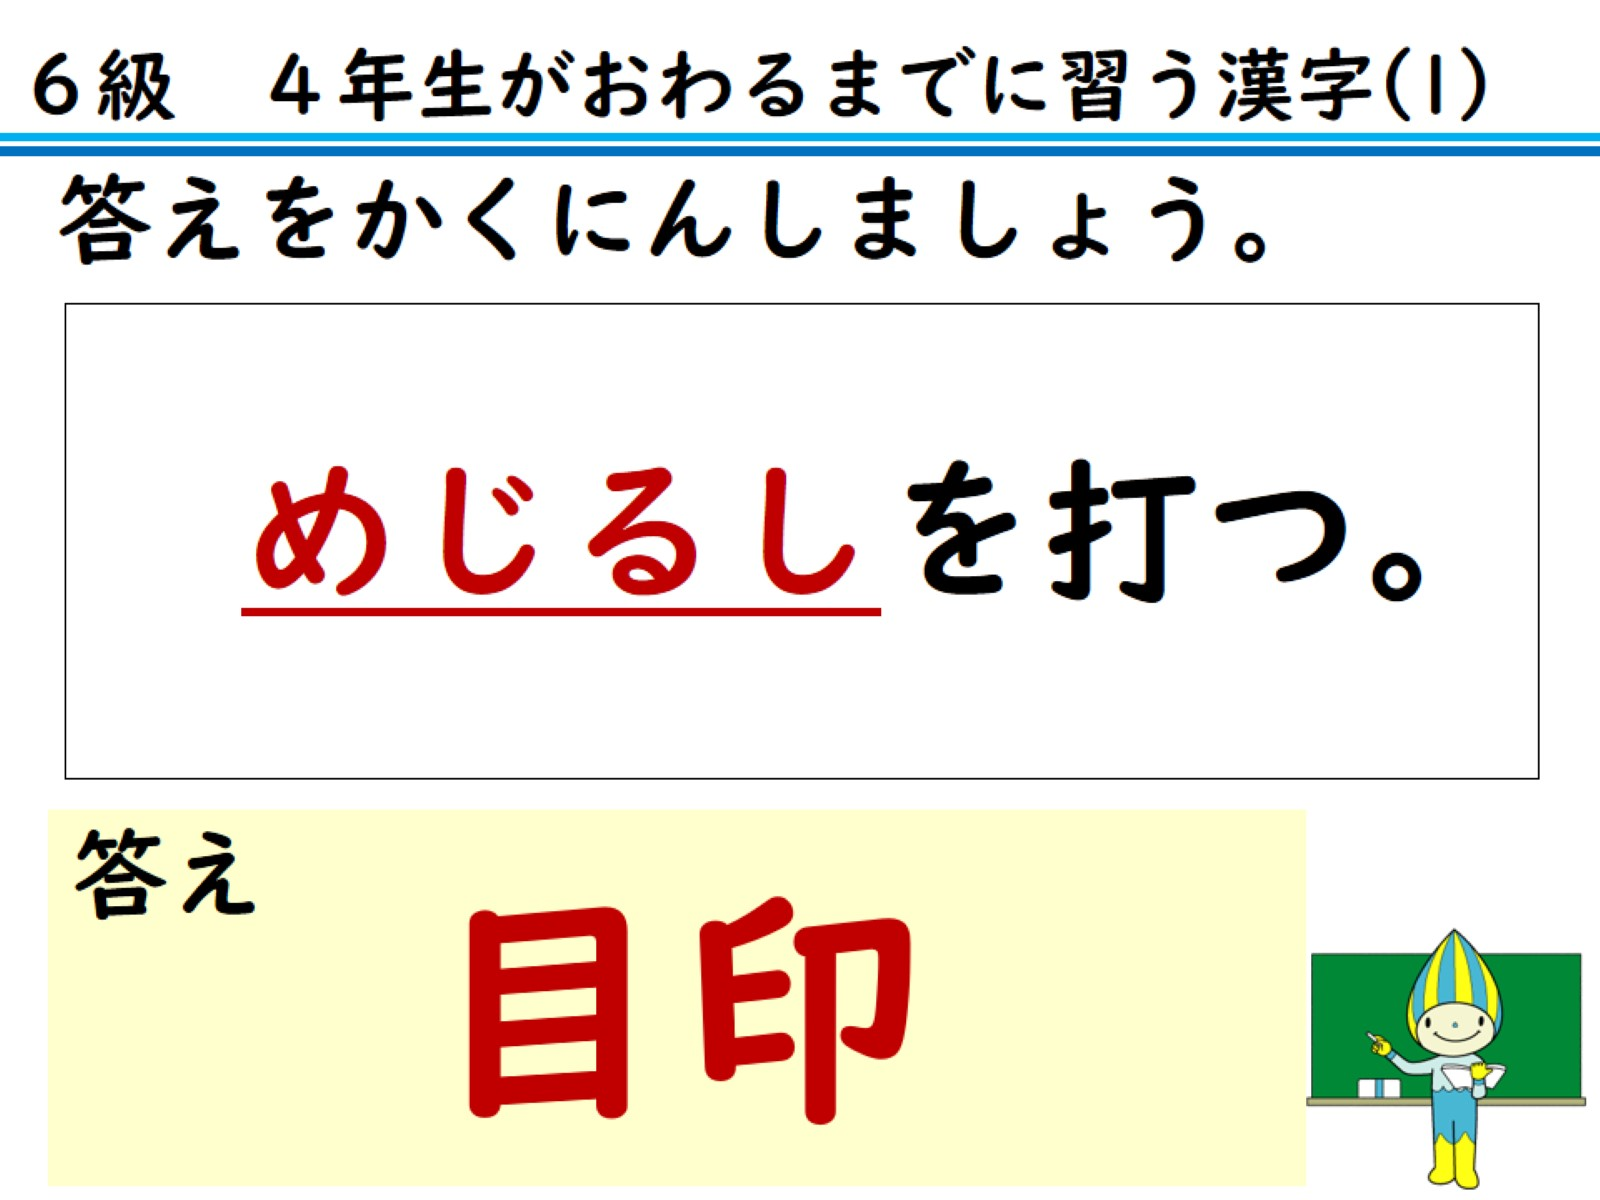 ６級　４年生がおわるまでに習う漢字(1)
答えをかくにんしましょう。
めじるしを打つ。
答え
目印